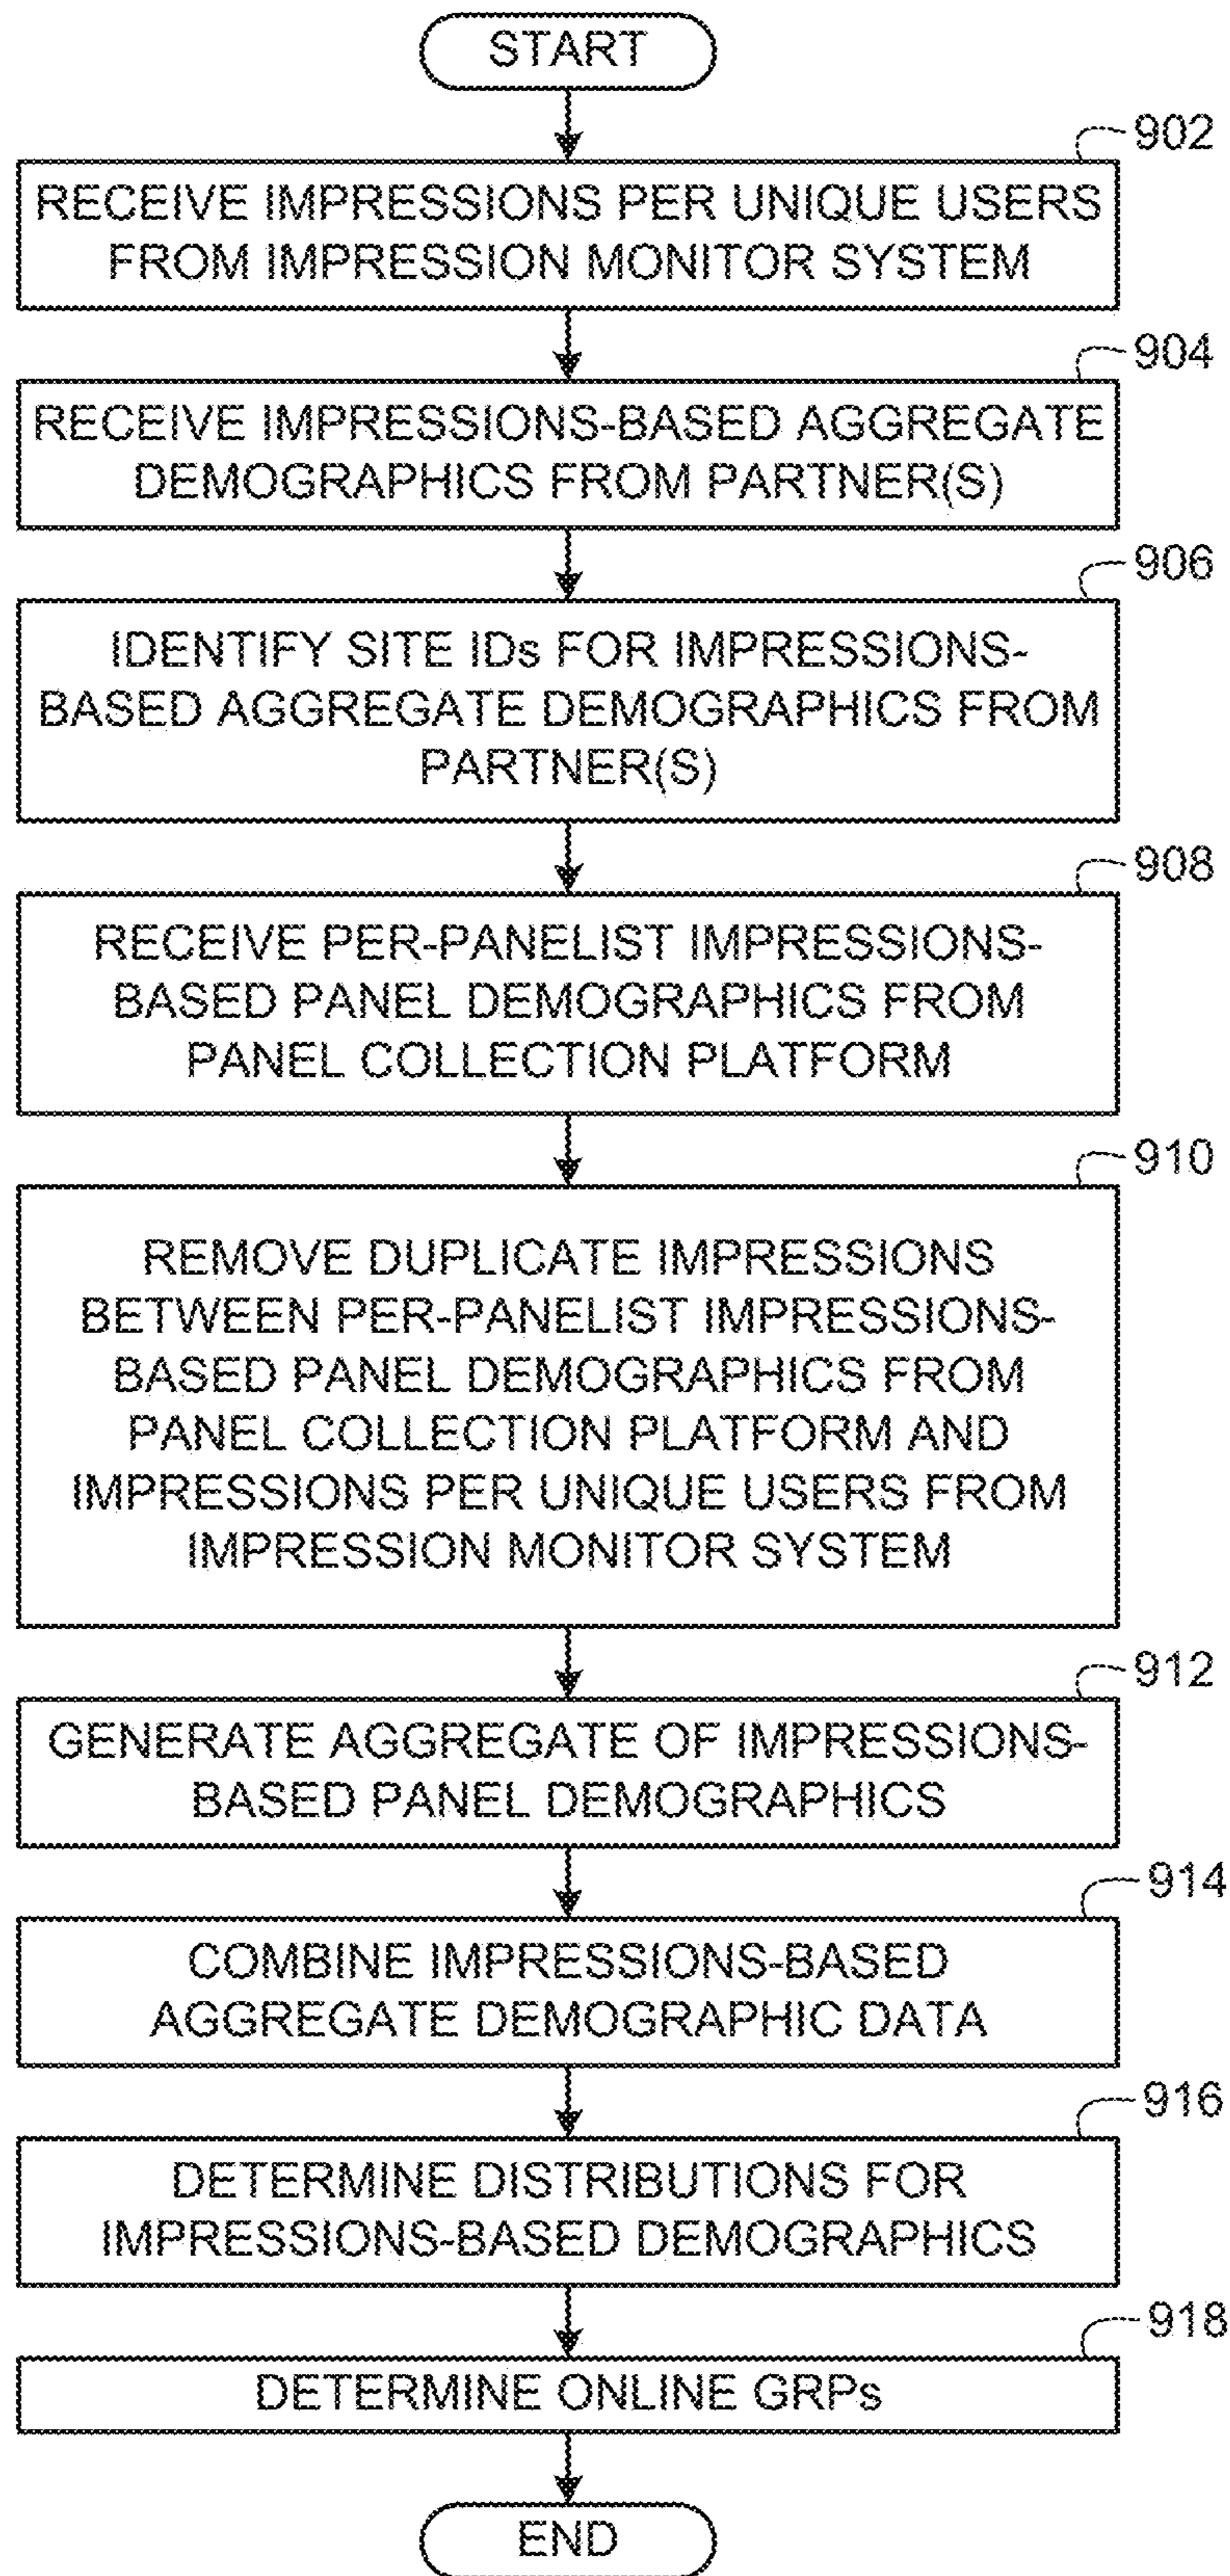 START
902
RECEIVE IMPRESSIONS PER UNIQUE USERS
FROM IMPRESSION MONITOR SYSTEM
904
RECEIVE IMPRESSIONS-BASED AGGREGATE
DEMOGRAPHICS FROM PARTNER(S)
906
IDENTIFY SITE IDs FOR IMPRESSIONS-
BASED AGGREGATE DEMOGRAPHICS FROM
PARTNER(S)
908
RECEIVE PER-PANELIST IMPRESSIONS-
BASED PANEL DEMOGRAPHICS FROM
PANEL COLLECTION PLATFORM
910
REMOVE DUPLICATE IMPRESSIONS
BETWEEN PER-PANELIST IMPRESSIONS-
BASED PANEL DEMOGRAPHICS FROM
PANEL COLLECTION PLATFORM AND
IMPRESSIONS PER UNIQUE USERS FROM
IMPRESSION MONITOR SYSTEM
912
GENERATE AGGREGATE OF IMPRESSIONS-
BASED PANEL DEMOGRAPHICS
914
COMBINE IMPRESSIONS-BASED
AGGREGATE DEMOGRAPHIC DATA
916
DETERMINE DISTRIBUTIONS FOR
IMPRESSIONS-BASED DEMOGRAPHICS
918
DETERMINE ONLINE GRPs
END